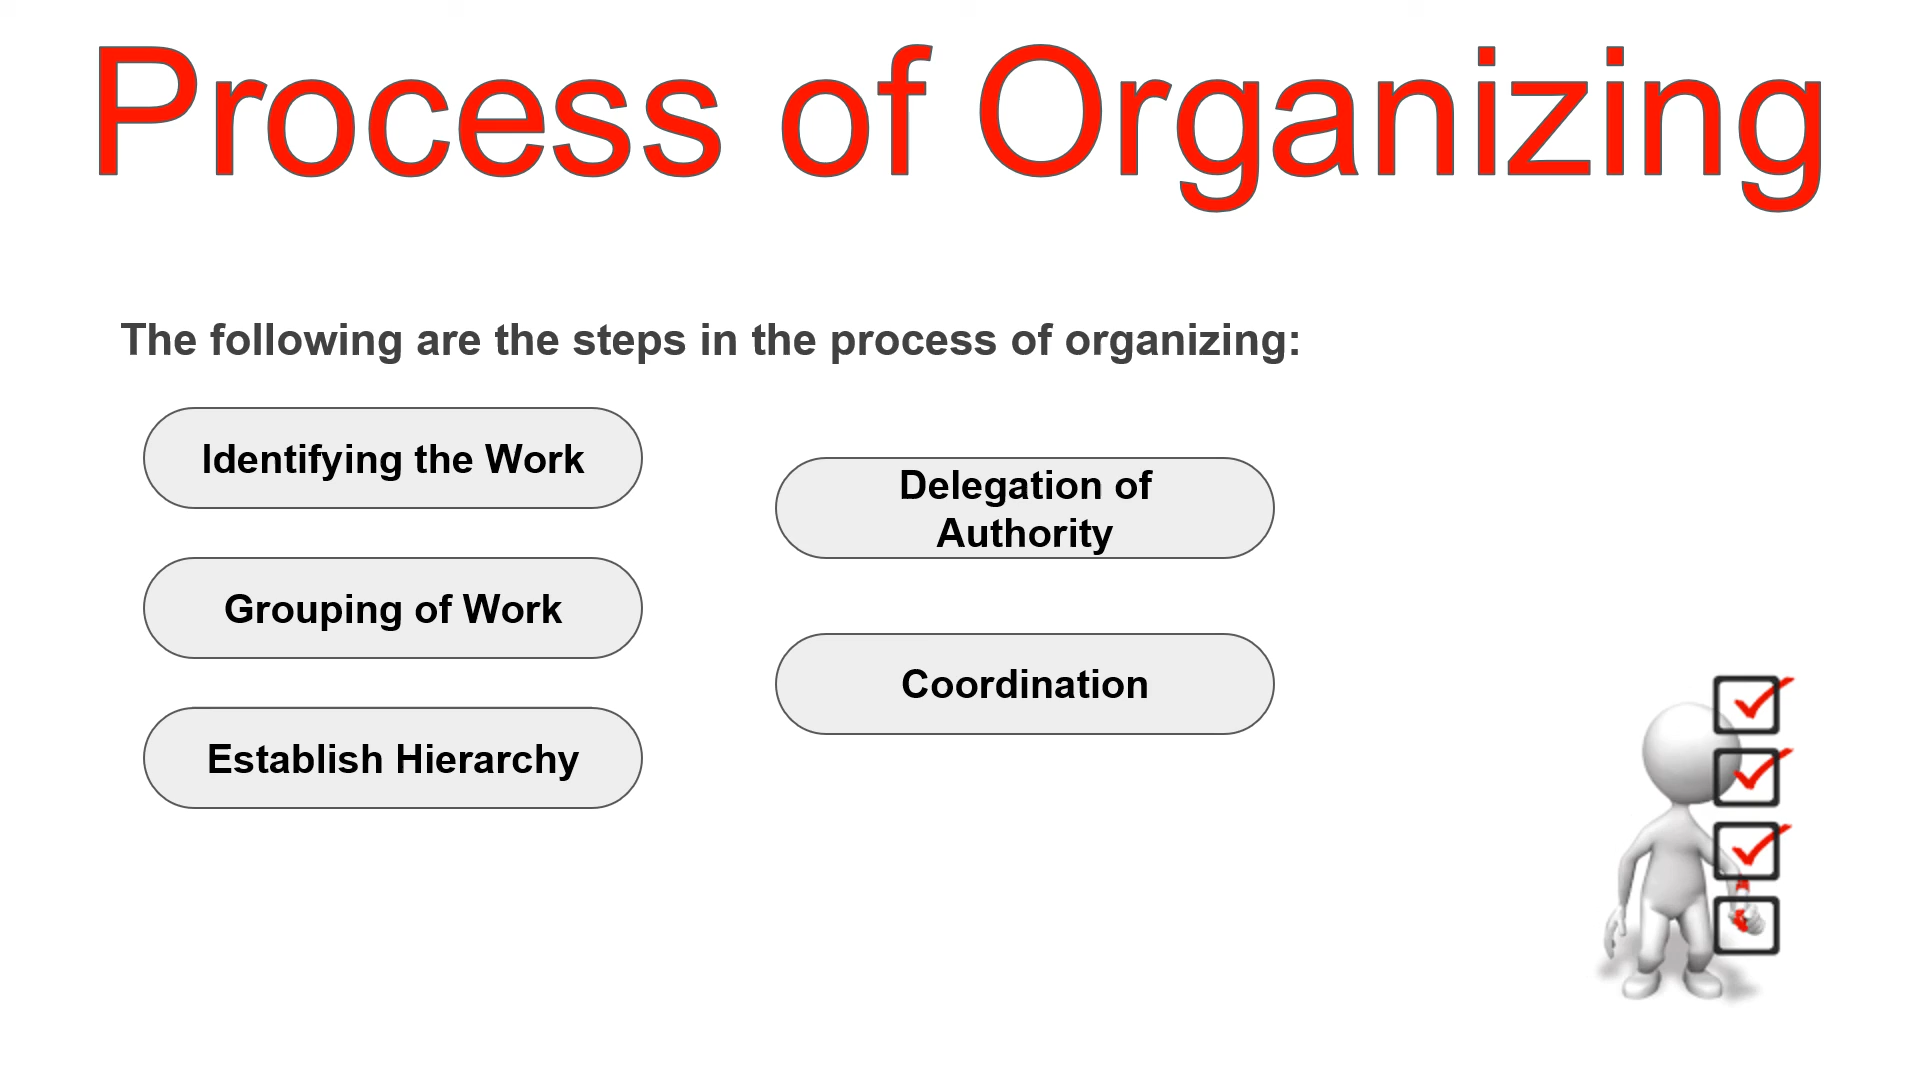 Process of Organizing
The following are the steps in the process of organizing:
Identifying the Work
Grouping of Work
Establish Hierarchy
Delegation of
Authority
Coordination